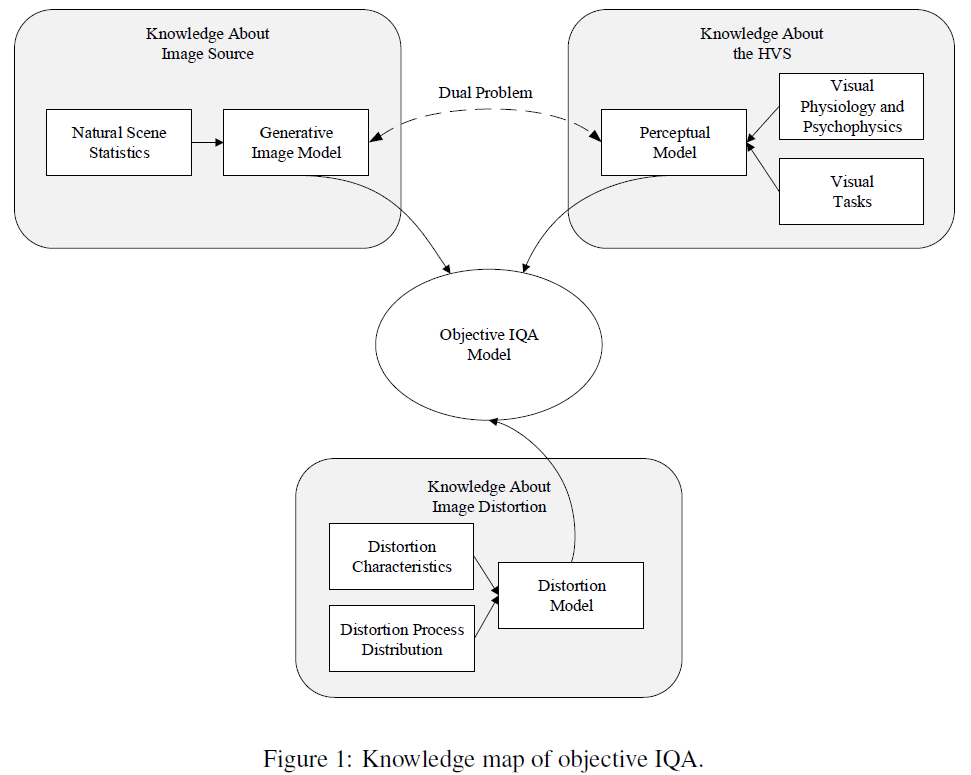 Knowledge About
Image Source
Natural Scene
Statistics
Generative
Image Model
Dual Problem
Knowledge About
the HVS
Perceptual
Model
Visual
Physiology and
Psychophysics
Visual
Tasks
Objective IQA
Model
Knowledge About
Image Distortion
Distortion
Characteristics
Distortion Process
Distribution
Distortion
Model
Figure 1: Knowledge map of objective IQA.